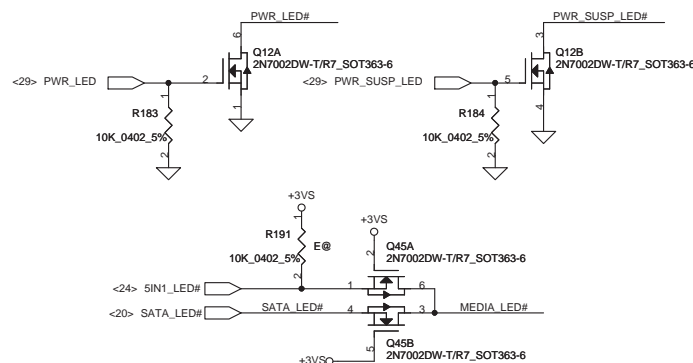 PWR_LED#
PWR_SUSP_LED#
6
3
Q12A
2N7002DW-T/R7_SOT363-6
Q12B
2N7002DW-T/R7_SOT363-6
<29> PWR_LED
2
<29> PWR_SUSP_LED
5
1
1
1
4
R183
10K_0402_5%
R184
10K_0402_5%
2
2
+3VS
+3VS
1
R191
10K_0402_5%
E@
2
2
Q45A
2N7002DW-T/R7_SOT363-6
<24> 5IN1_LED#
1
6
<20> SATA_LED#
SATA_LED#
4
3
MEDIA_LED#
5
Q45B
2N7002DW-T/R7_SOT363-6
+3VS